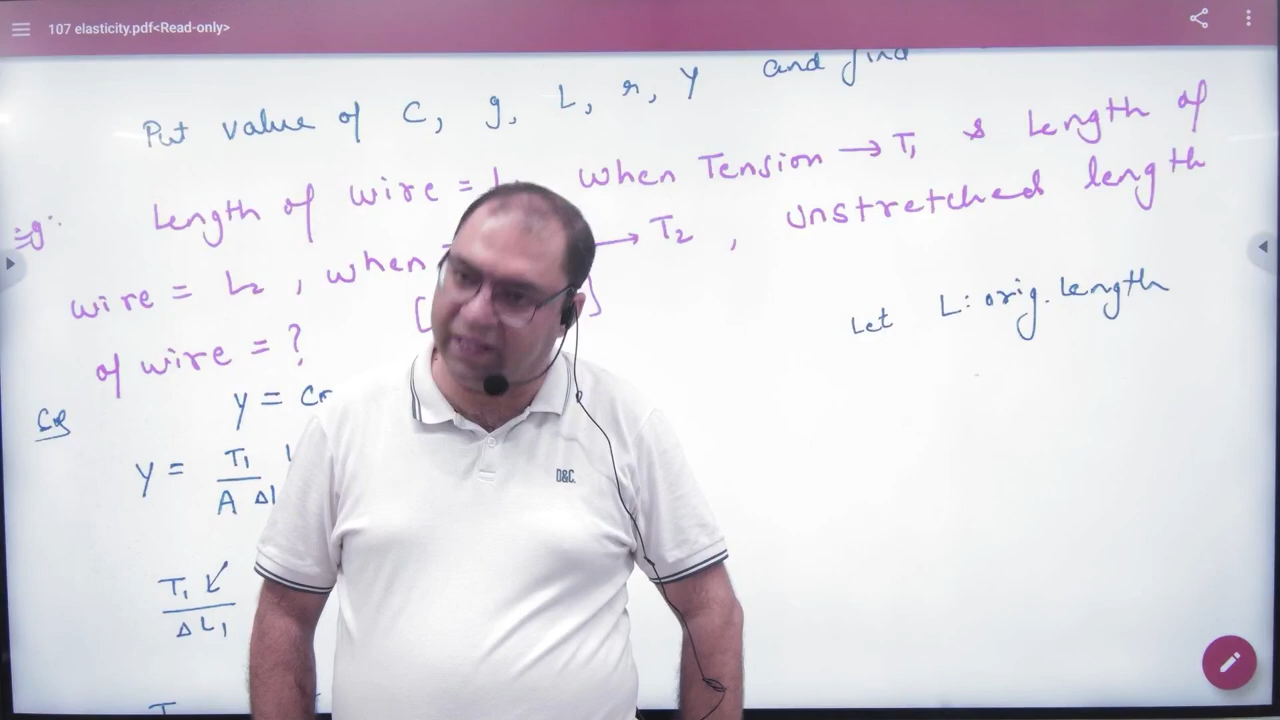 107 elasticity.pdf<Read-only>
Put value of C, g, L, r, Y and find
eg: Length of wire = when Tension → T₁ & Length of
wire = L₂, when → T₂, unstretched length
of wire = ? [ ]
Let L: orig. length
Y =
Y = T₁
A Δl
T₁ L
ΔL₁
D&C.